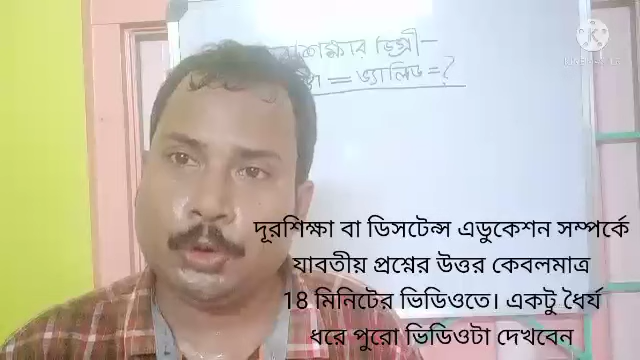 ডিগ্রী—
= ভ্যালিড = ?
দূরশিক্ষা বা ডিসটেন্স এডুকেশন সম্পর্কে
যাবতীয় প্রশ্নের উত্তর কেবলমাত্র
18 মিনিটের ভিডিওতে। একটু ধৈর্য
ধরে পুরো ভিডিওটা দেখবেন